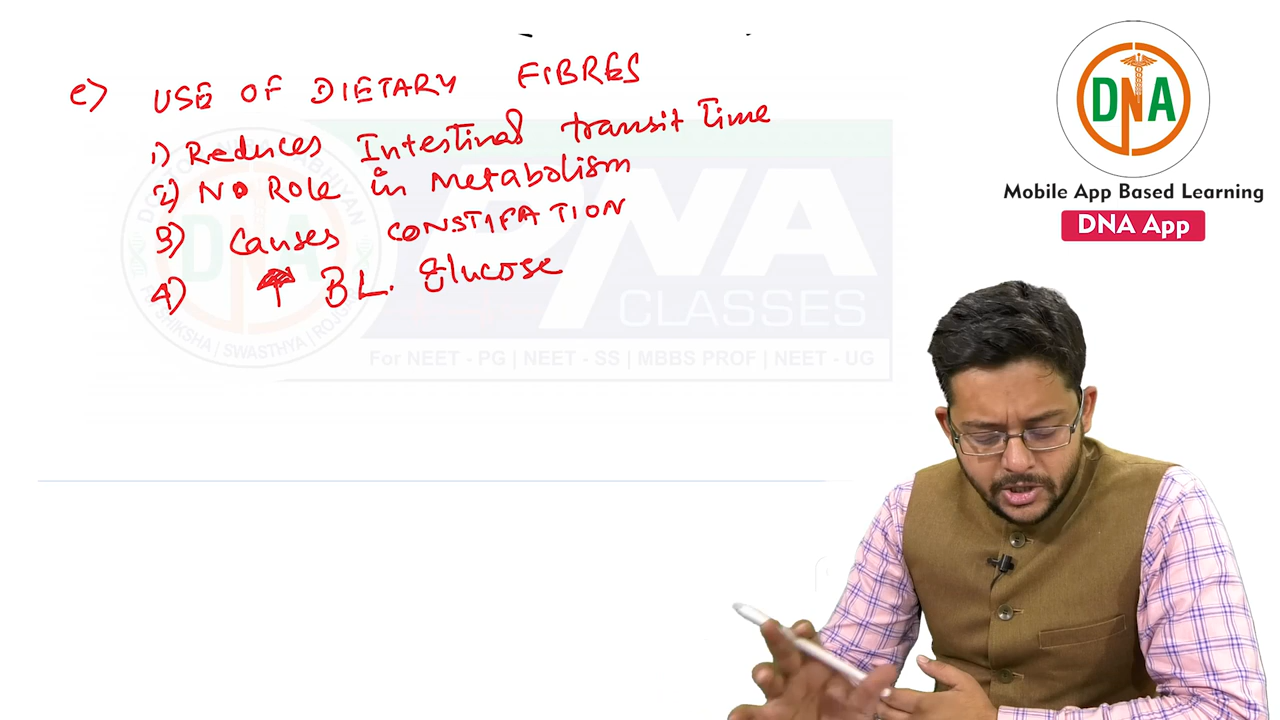 e) USE OF DIETARY FIBRES
1) Reduces Intestinal transit Time
2) No Role in Metabolism
3) Causes CONSTIPATION
4) ↑ BL. glucose
DNA
CLASSES
For NEET - PG | NEET - SS | MBBS PROF | NEET - UG
DNA
Mobile App Based Learning
DNA App